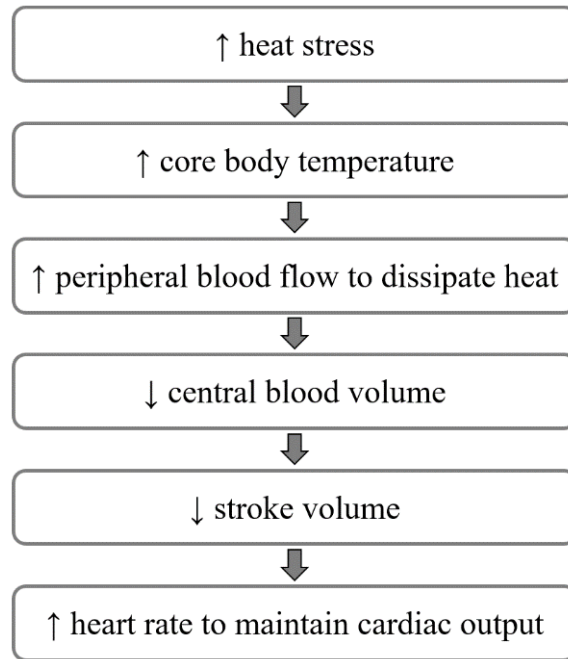 ↑ heat stress
↑ core body temperature
↑ peripheral blood flow to dissipate heat
↓ central blood volume
↓ stroke volume
↑ heart rate to maintain cardiac output